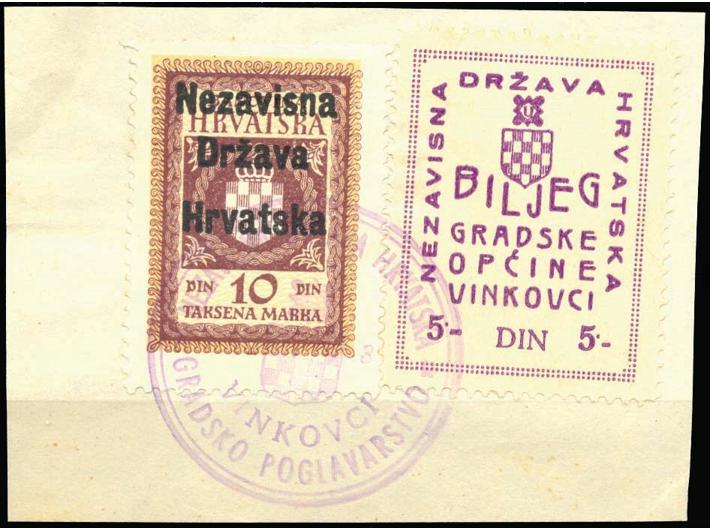 Nezavisna
HRVATSKA
Država
Hrvatska
DIN 10 DIN
TAKSENA MARKA
NEZAVISNA DRŽAVA HRVATSKA
U
BILJEG
GRADSKE
OPĆINE
VINKOVCI
5·- DIN 5·-
HRVATSKA
VINKOVCI
GRADSKO POGLAVARSTVO